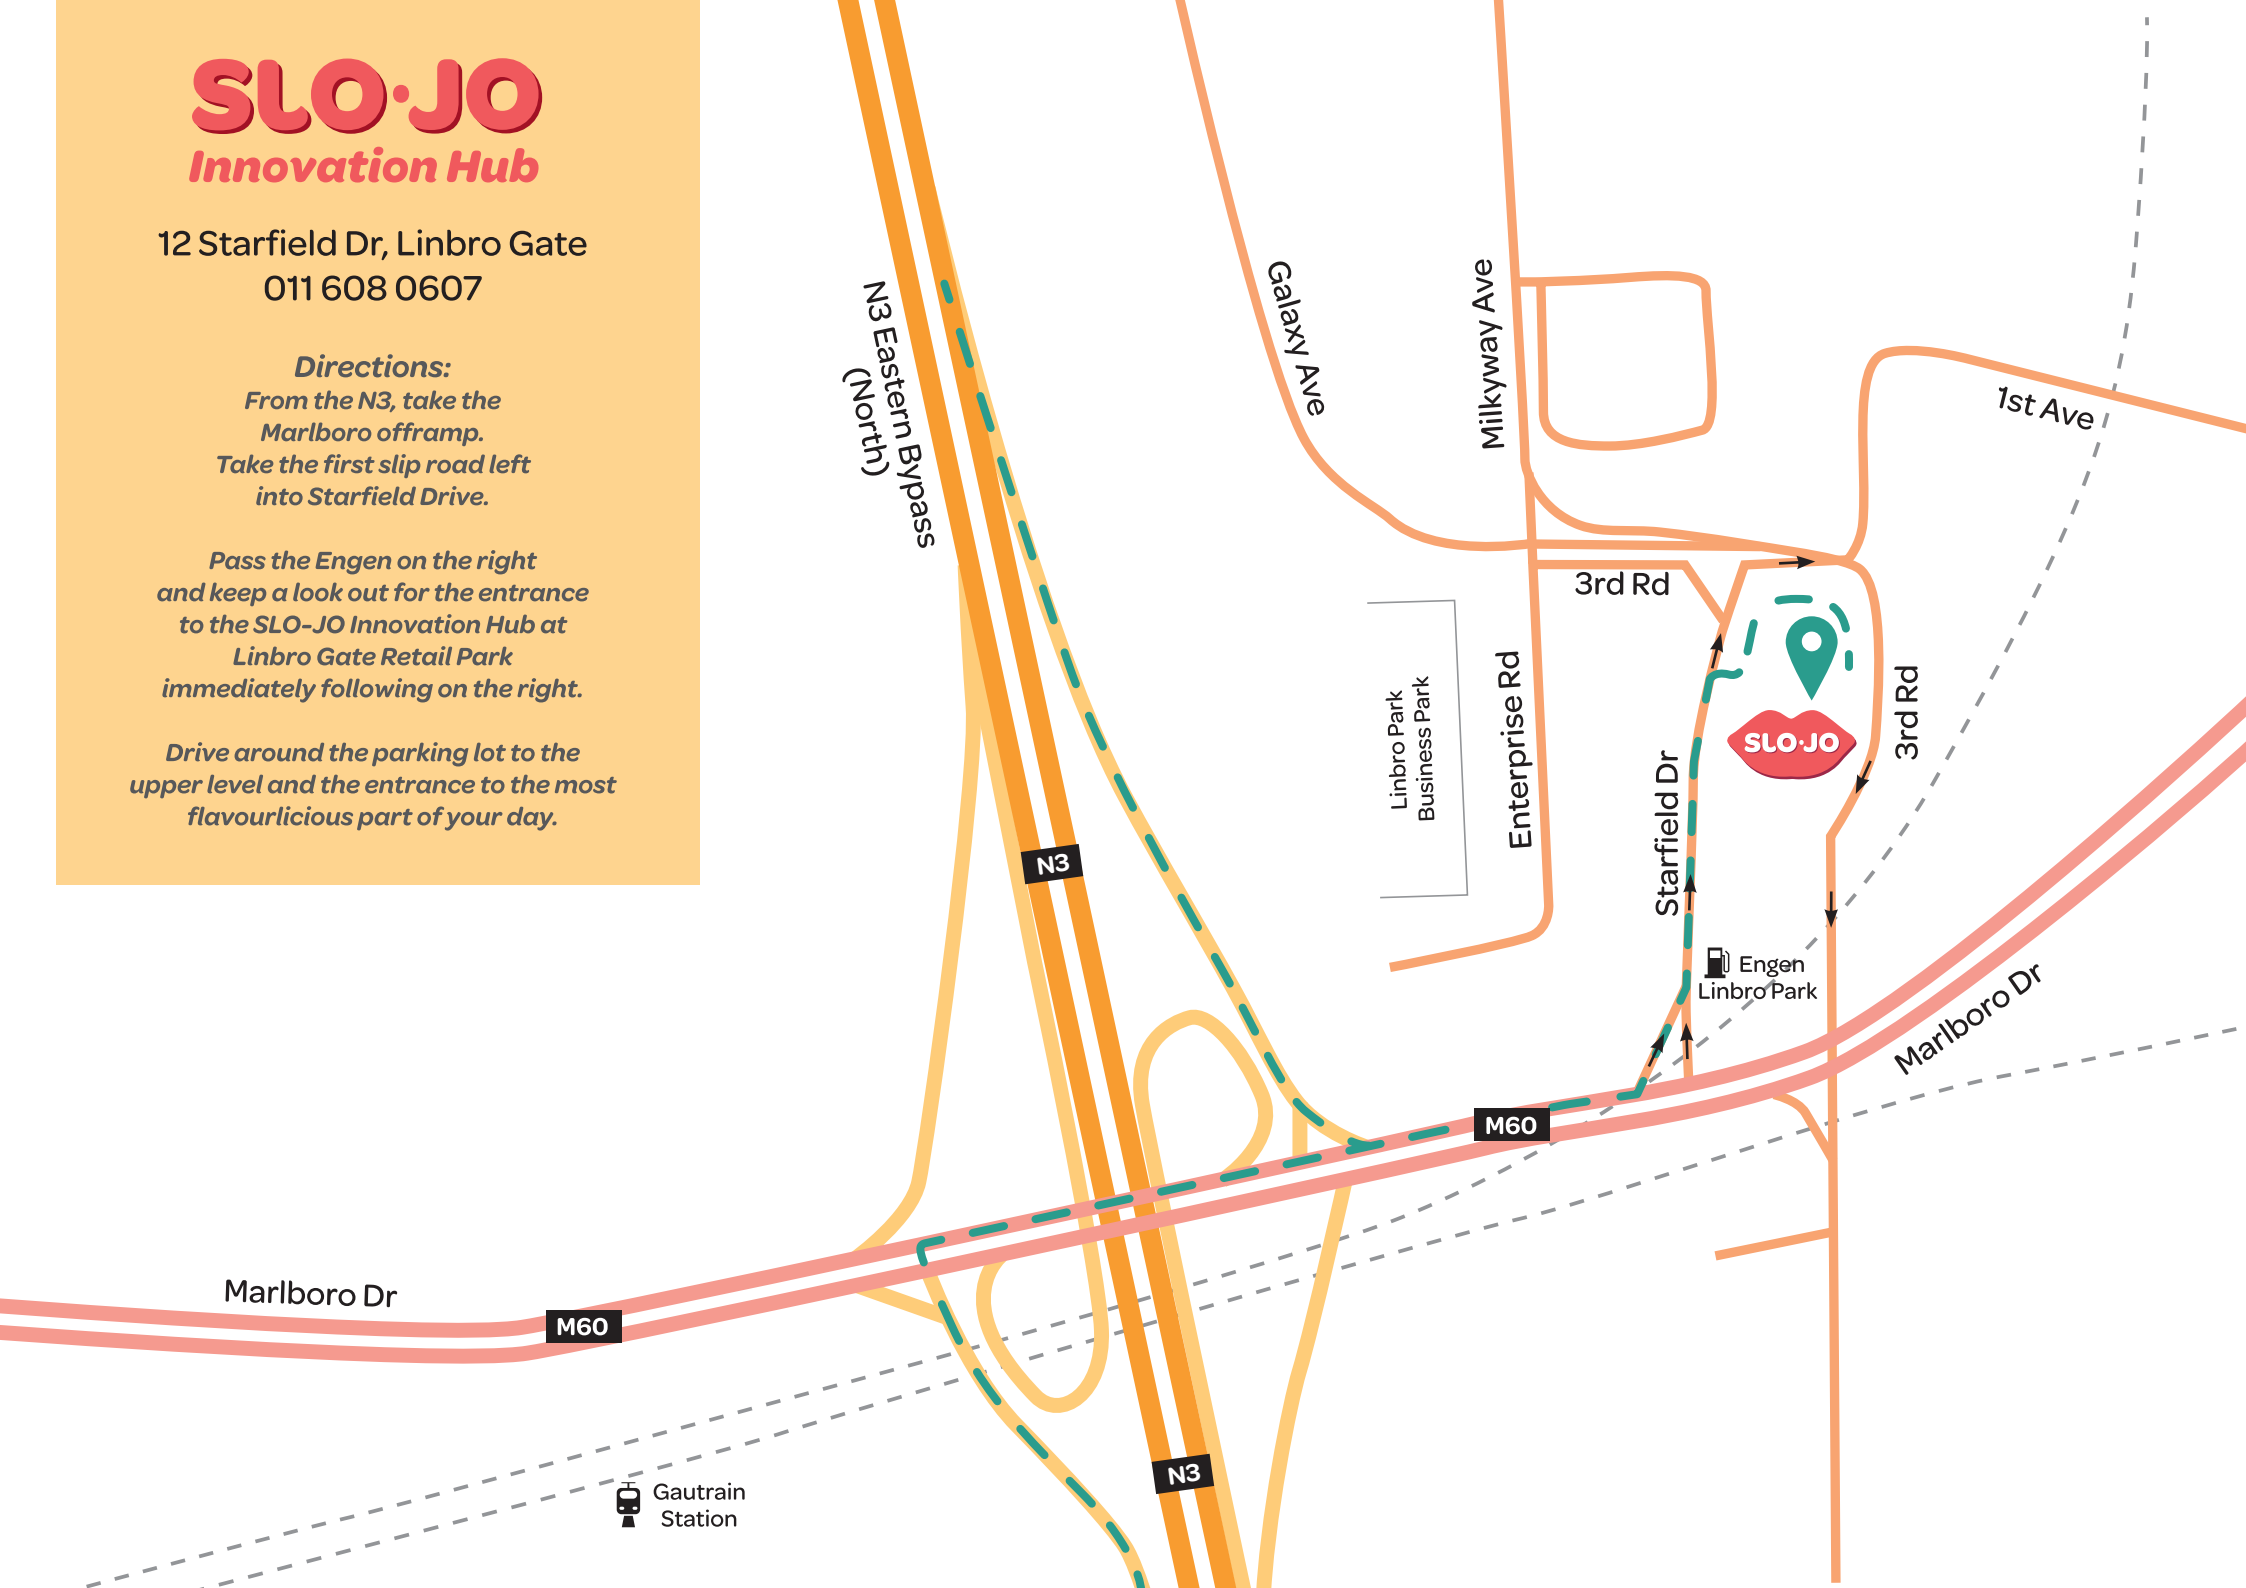 SLO·JO
Innovation Hub
12 Starfield Dr, Linbro Gate
011 608 0607
Directions:
From the N3, take the
Marlboro offramp.
Take the first slip road left
into Starfield Drive.
Pass the Engen on the right
and keep a look out for the entrance
to the SLO-JO Innovation Hub at
Linbro Gate Retail Park
immediately following on the right.
Drive around the parking lot to the
upper level and the entrance to the most
flavourlicious part of your day.
N3 Eastern Bypass
(North)
Galaxy Ave
Milkyway Ave
1st Ave
3rd Rd
Linbro Park
Business Park
Enterprise Rd
3rd Rd
SLO·JO
Starfield Dr
N3
Engen
Linbro Park
Marlboro Dr
M60
Marlboro Dr
M60
N3
Gautrain
Station